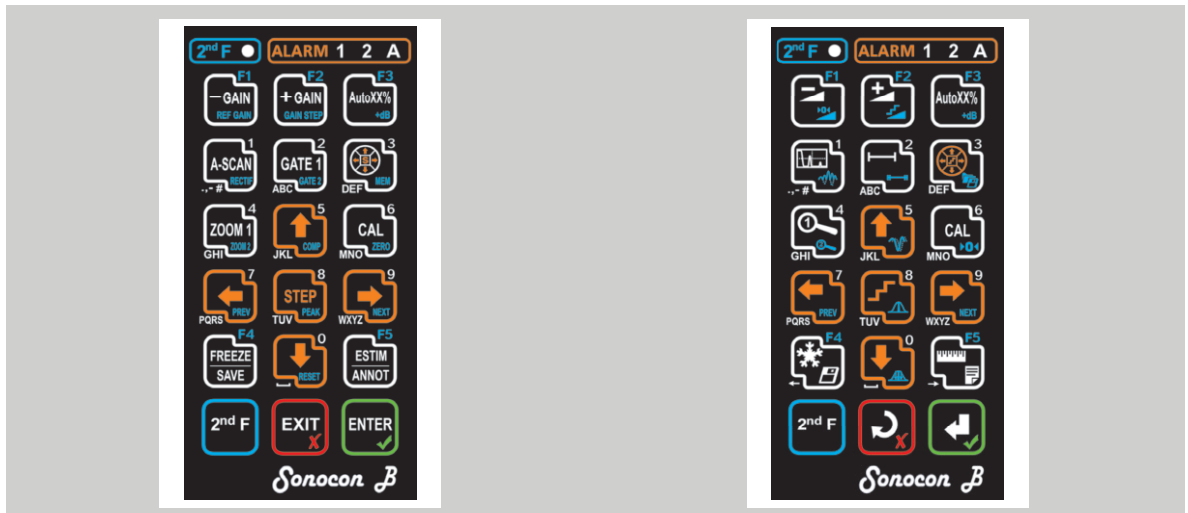 2nd F ALARM 1 2 A
F1 F2 F3
— GAIN + GAIN AutoXX%
REF GAIN GAIN STEP +dB
1 2 3
A-SCAN GATE 1 S
.,- # RECTIF ABC GATE 2 DEF MEM
4 5 6
ZOOM 1 CAL
GHI ZOOM 2 JKL COMP MNO ZERO
7 8 9
STEP
PQRS PREV TUV PEAK WXYZ NEXT
F4 0 F5
FREEZE ESTIM
SAVE RESET ANNOT
2nd F EXIT ENTER
Sonocon B
2nd F ALARM 1 2 A
F1 F2 F3
- + AutoXX%
+dB
1 2 3
.,- # ABC DEF
4 5 6
1 CAL
GHI 2 JKL MNO 0
7 8 9
PQRS PREV TUV WXYZ NEXT
F4 0 F5
2nd F
Sonocon B